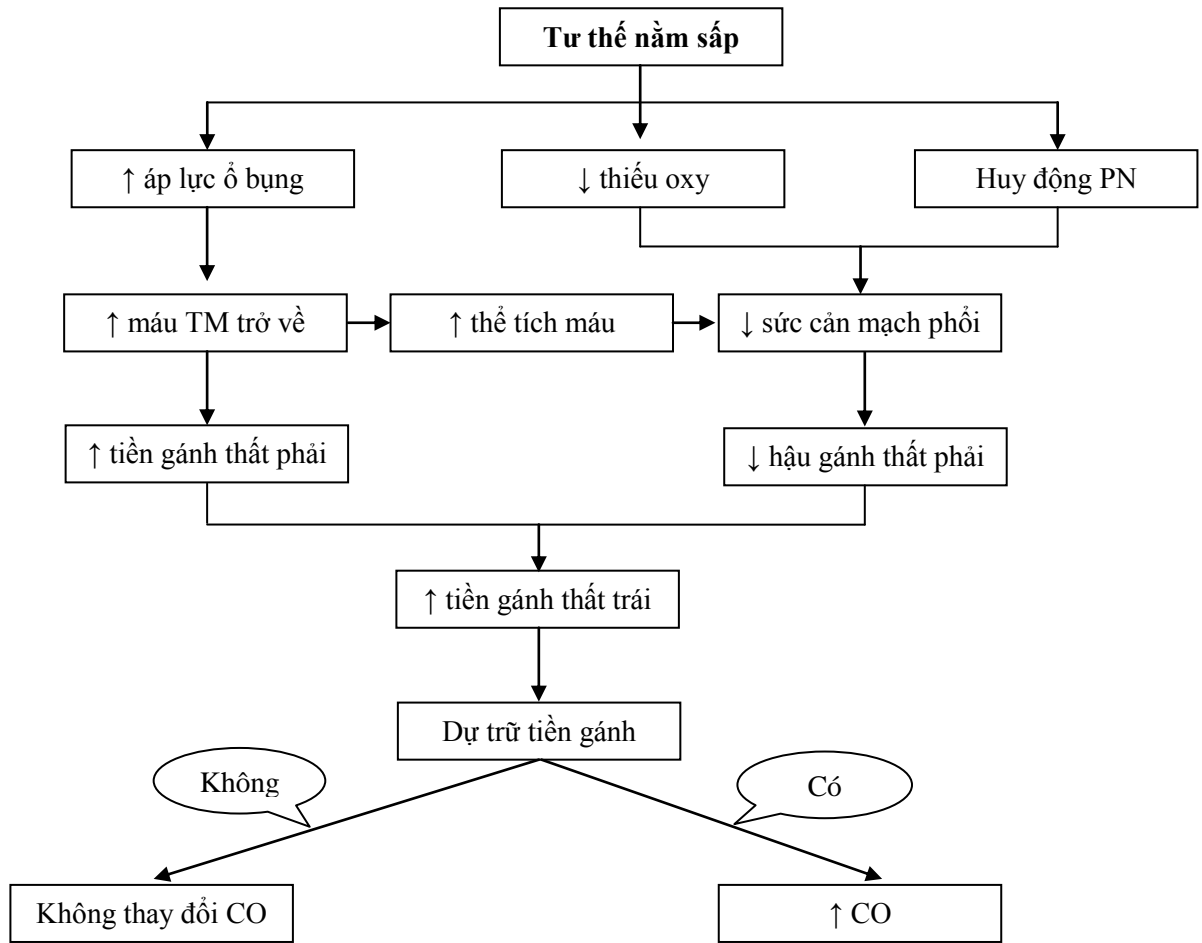 Tư thế nằm sấp
↑ áp lực ổ bụng
↓ thiếu oxy
Huy động PN
↑ máu TM trở về
↑ thể tích máu
↓ sức cản mạch phổi
↑ tiền gánh thất phải
↓ hậu gánh thất phải
↑ tiền gánh thất trái
Dự trữ tiền gánh
Không
Có
Không thay đổi CO
↑ CO